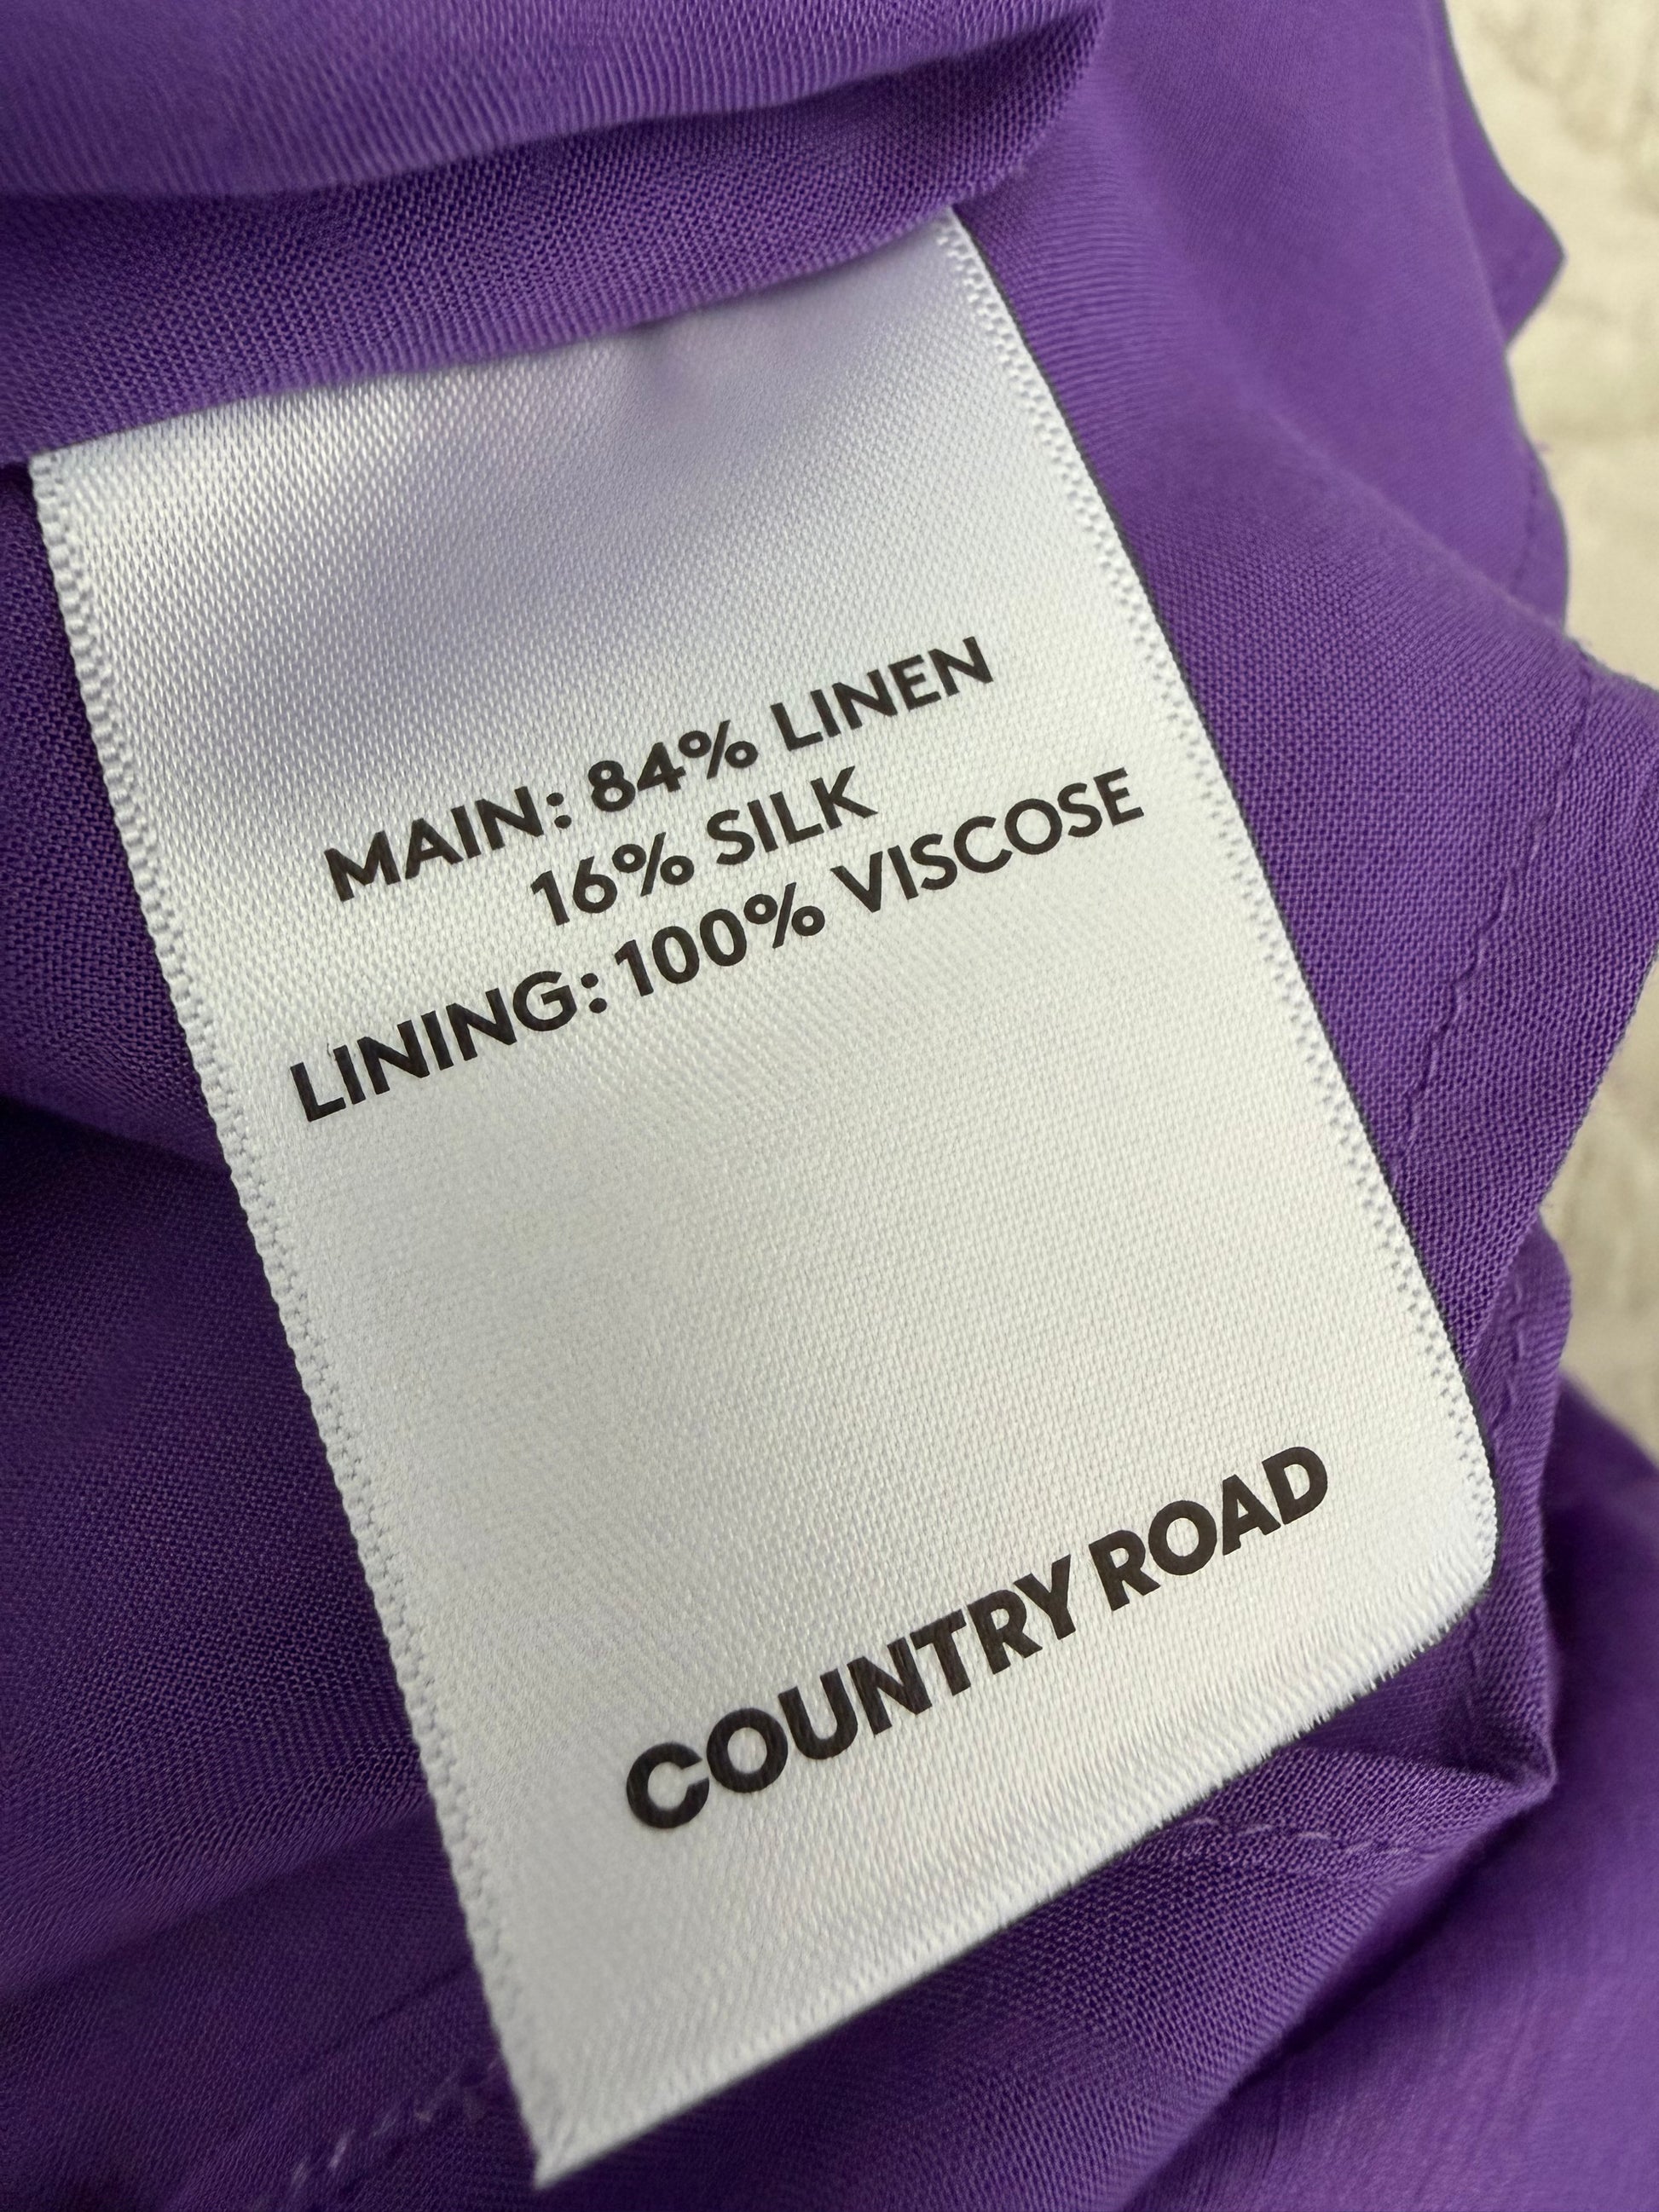 MAIN: 84% LINEN
16% SILK
LINING: 100% VISCOSE
COUNTRY ROAD